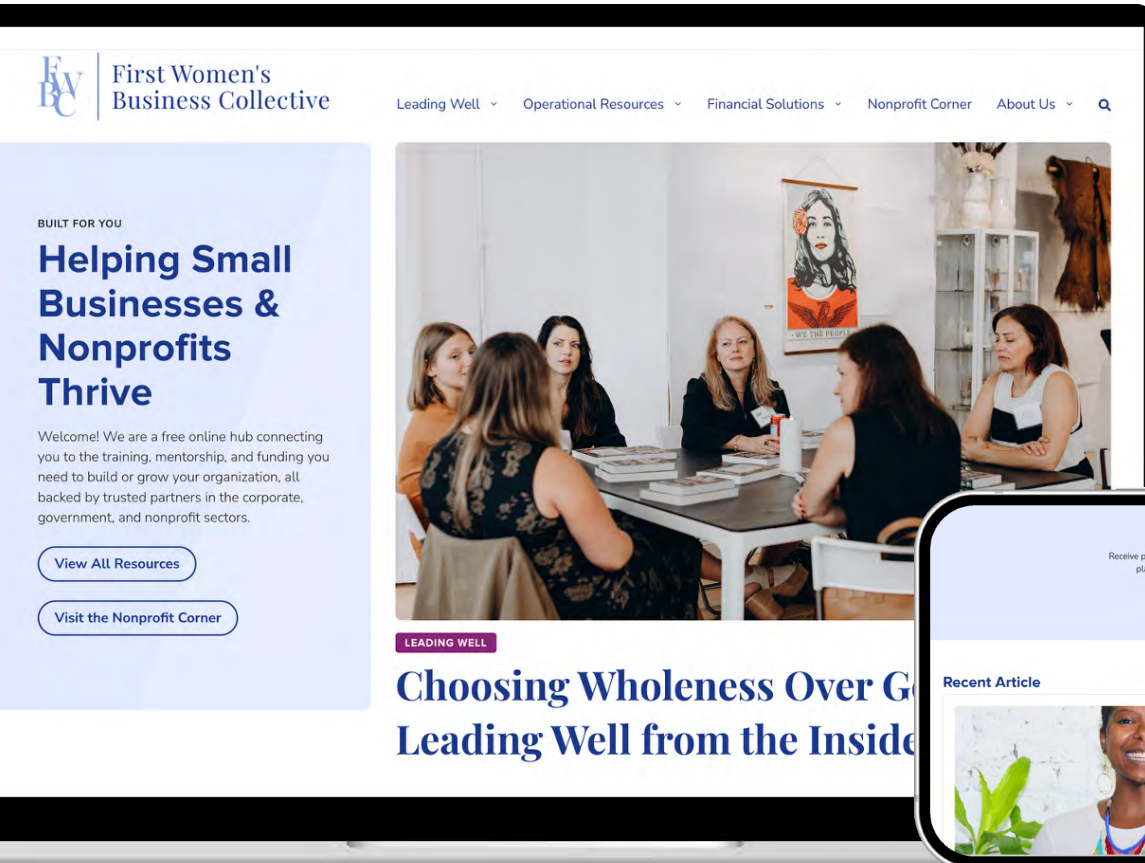 FWBC
First Women's
Business Collective
Leading Well
Operational Resources
Financial Solutions
Nonprofit Corner
About Us
BUILT FOR YOU
Helping Small
Businesses &
Nonprofits
Thrive
Welcome! We are a free online hub connecting
you to the training, mentorship, and funding you
need to build or grow your organization, all
backed by trusted partners in the corporate,
government, and nonprofit sectors.
View All Resources
Visit the Nonprofit Corner
WE THE PEOPLE
LEADING WELL
Choosing Wholeness Over
Leading Well from the Inside
Receive
Recent Article